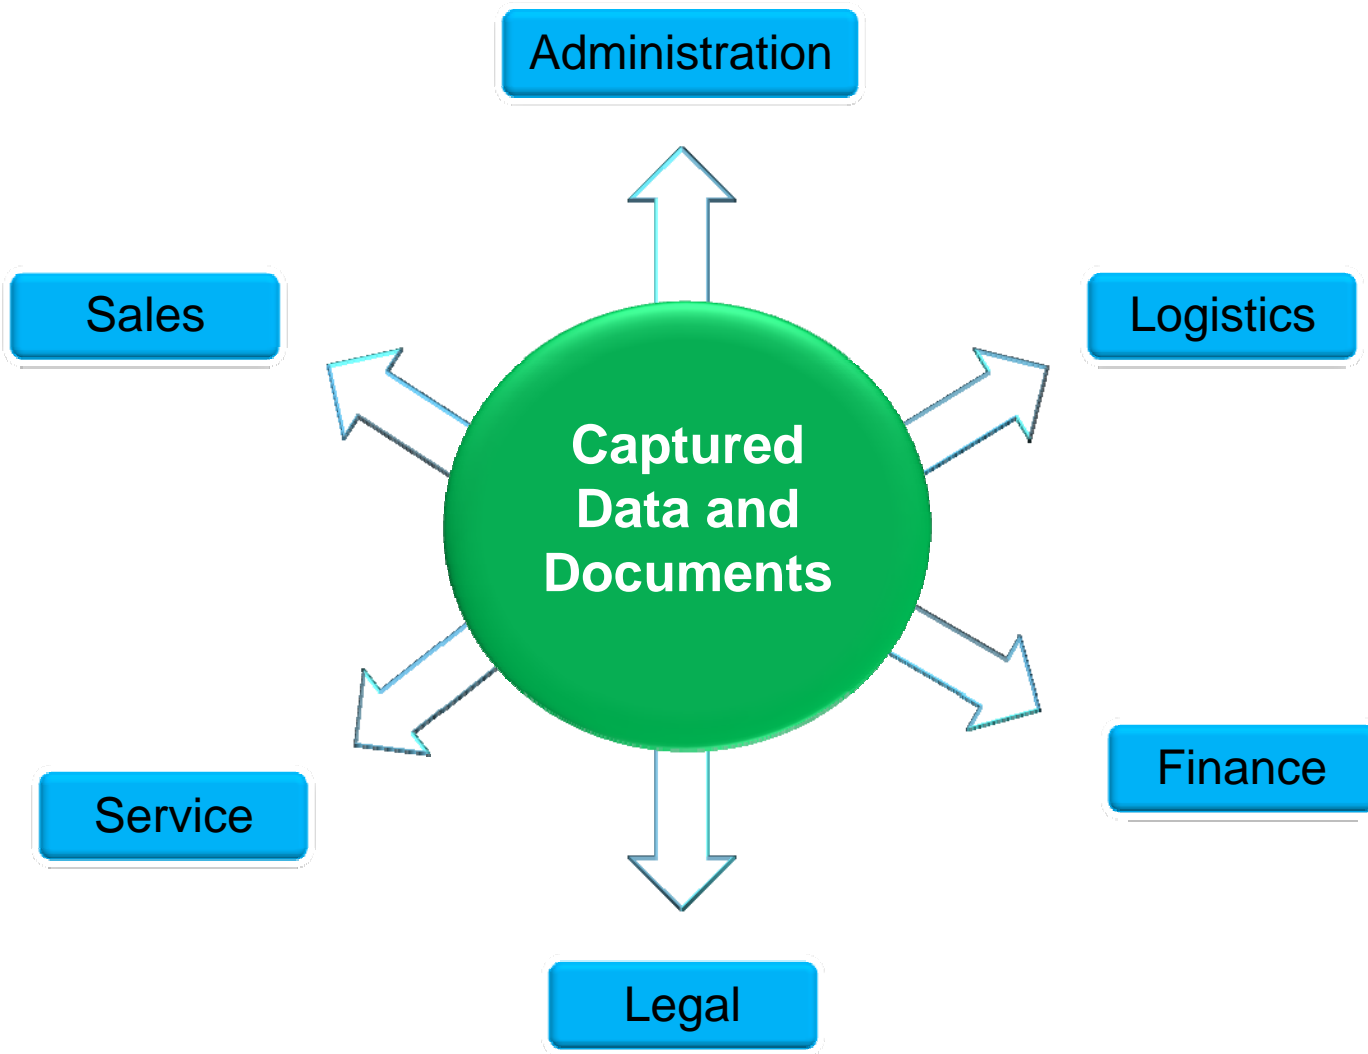 Administration
Sales
Logistics
Captured
Data and
Documents
Service
Finance
Legal